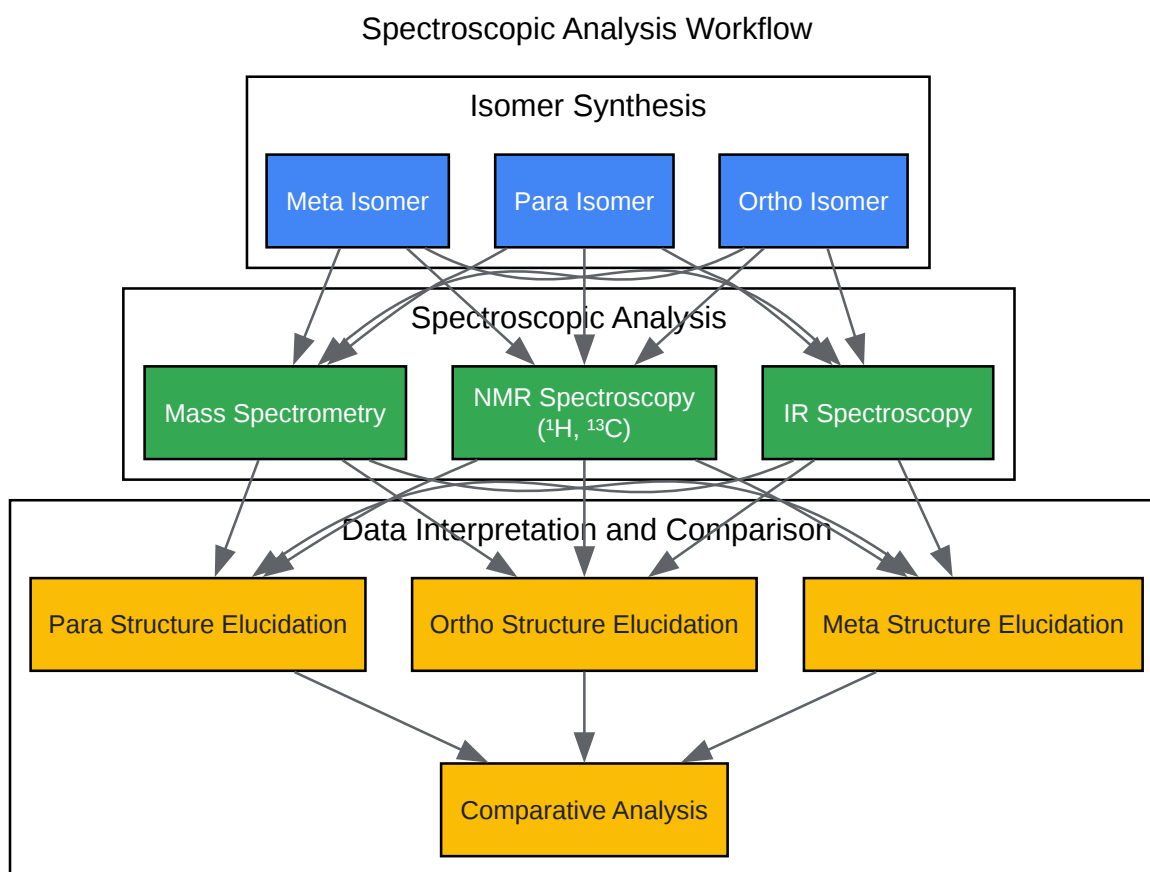 Spectroscopic Analysis Workflow
Isomer Synthesis
Meta Isomer
Para Isomer
Ortho Isomer
Spectroscopic Analysis
Mass Spectrometry
NMR Spectroscopy
(¹H, ¹³C)
IR Spectroscopy
Data Interpretation and Comparison
Para Structure Elucidation
Ortho Structure Elucidation
Meta Structure Elucidation
Comparative Analysis